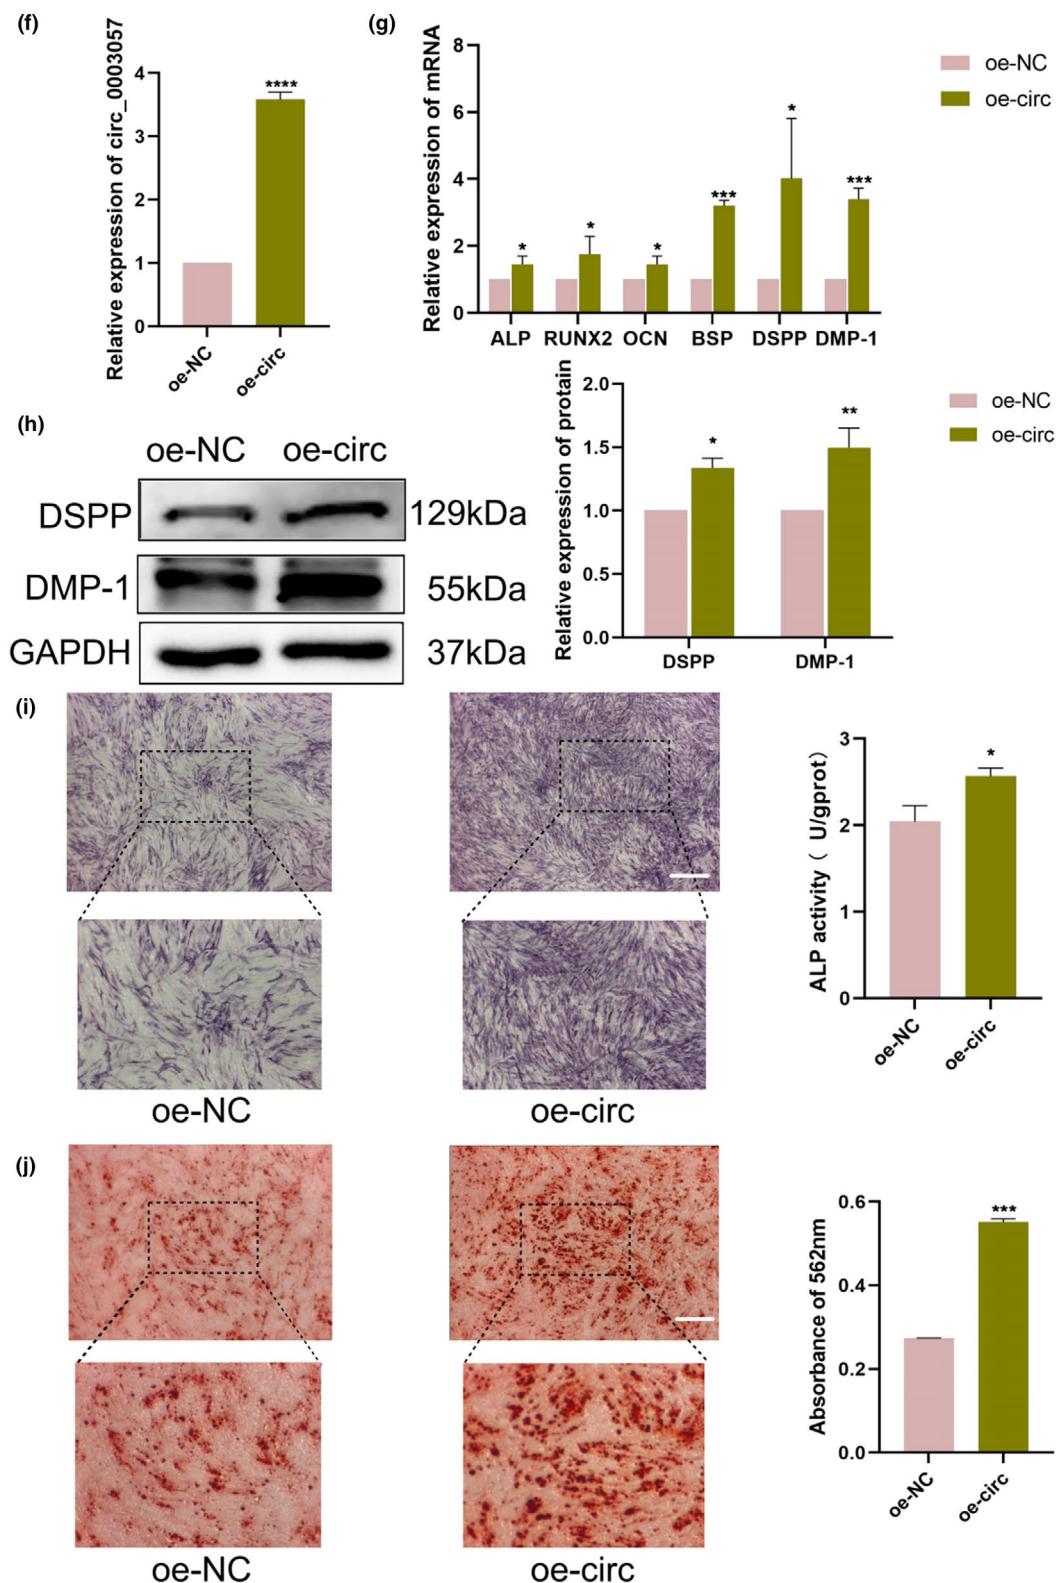 (f)
Relative expression of circ_0003057
4
3
2
1
0
****
oe-NC
oe-circ
(g)
Relative expression of mRNA
8
6
4
2
0
*
*
*
***
*
***
ALP RUNX2 OCN BSP DSPP DMP-1
oe-NC
oe-circ
(h)
oe-NC oe-circ
DSPP 129kDa
DMP-1 55kDa
GAPDH 37kDa
Relative expression of protain
2.0
1.5
1.0
0.5
0.0
*
**
DSPP DMP-1
oe-NC
oe-circ
(i)
oe-NC
oe-circ
ALP activity ( U/gprot)
3
2
1
0
*
oe-NC
oe-circ
(j)
oe-NC
oe-circ
Absorbance of 562nm
0.6
0.4
0.2
0.0
***
oe-NC
oe-circ